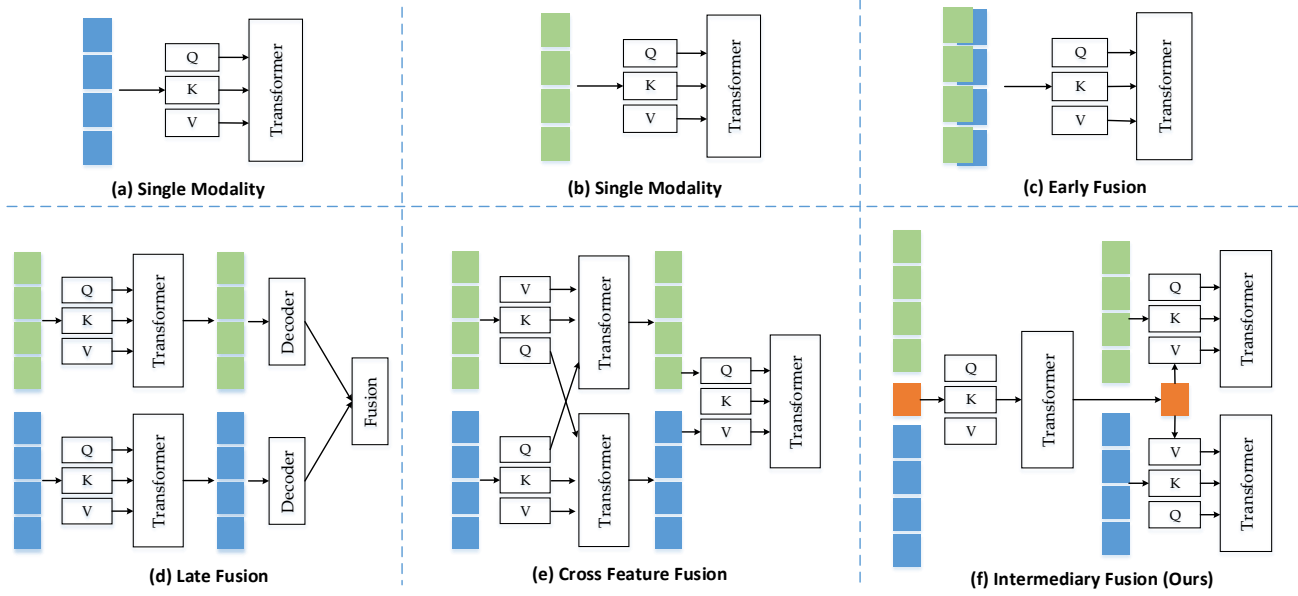 Q
K
V
Transformer
(a) Single Modality
Q
K
V
Transformer
(b) Single Modality
Q
K
V
Transformer
(c) Early Fusion
Q
K
V
Transformer
Decoder
Q
K
V
Transformer
Decoder
Fusion
(d) Late Fusion
V
K
Q
Transformer
Q
K
V
Transformer
Q
K
V
Transformer
(e) Cross Feature Fusion
Q
K
V
Transformer
Q
K
V
Transformer
V
K
Q
Transformer
(f) Intermediary Fusion (Ours)